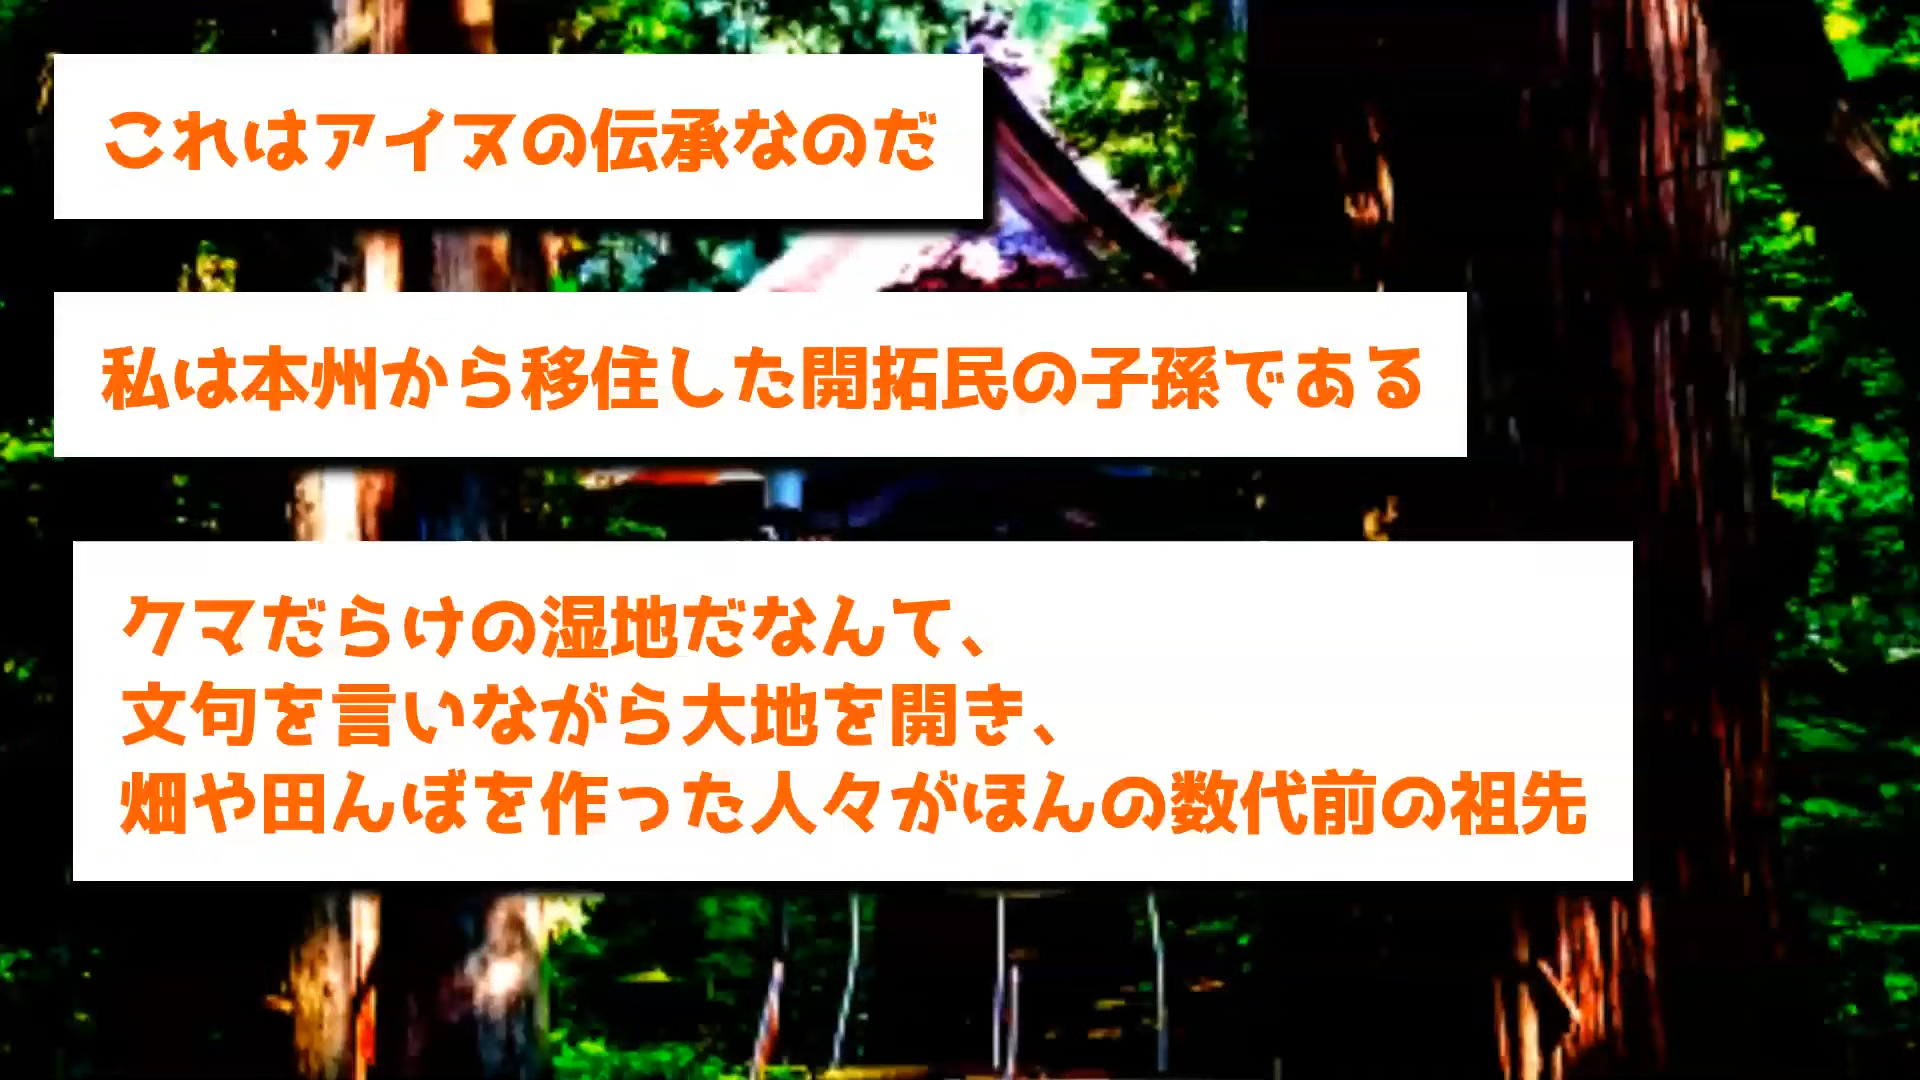 これはアイヌの伝承なのだ
私は本州から移住した開拓民の子孫である
クマだらけの湿地だなんて、
文句を言いながら大地を開き、
畑や田んぼを作った人々がほんの数代前の祖先